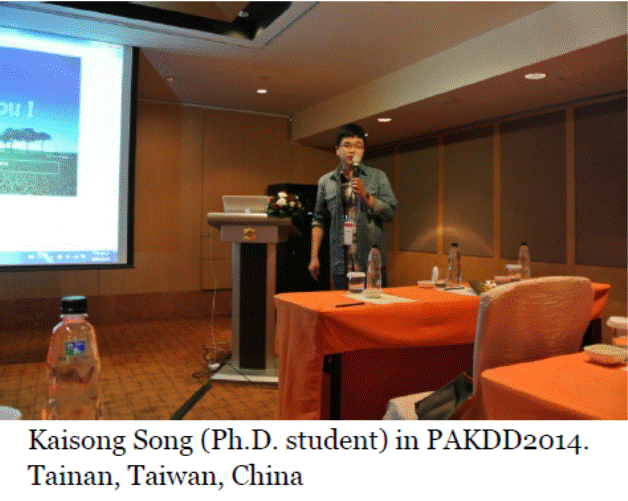 ou !
Kaisong Song (Ph.D. student) in PAKDD2014.
Tainan, Taiwan, China